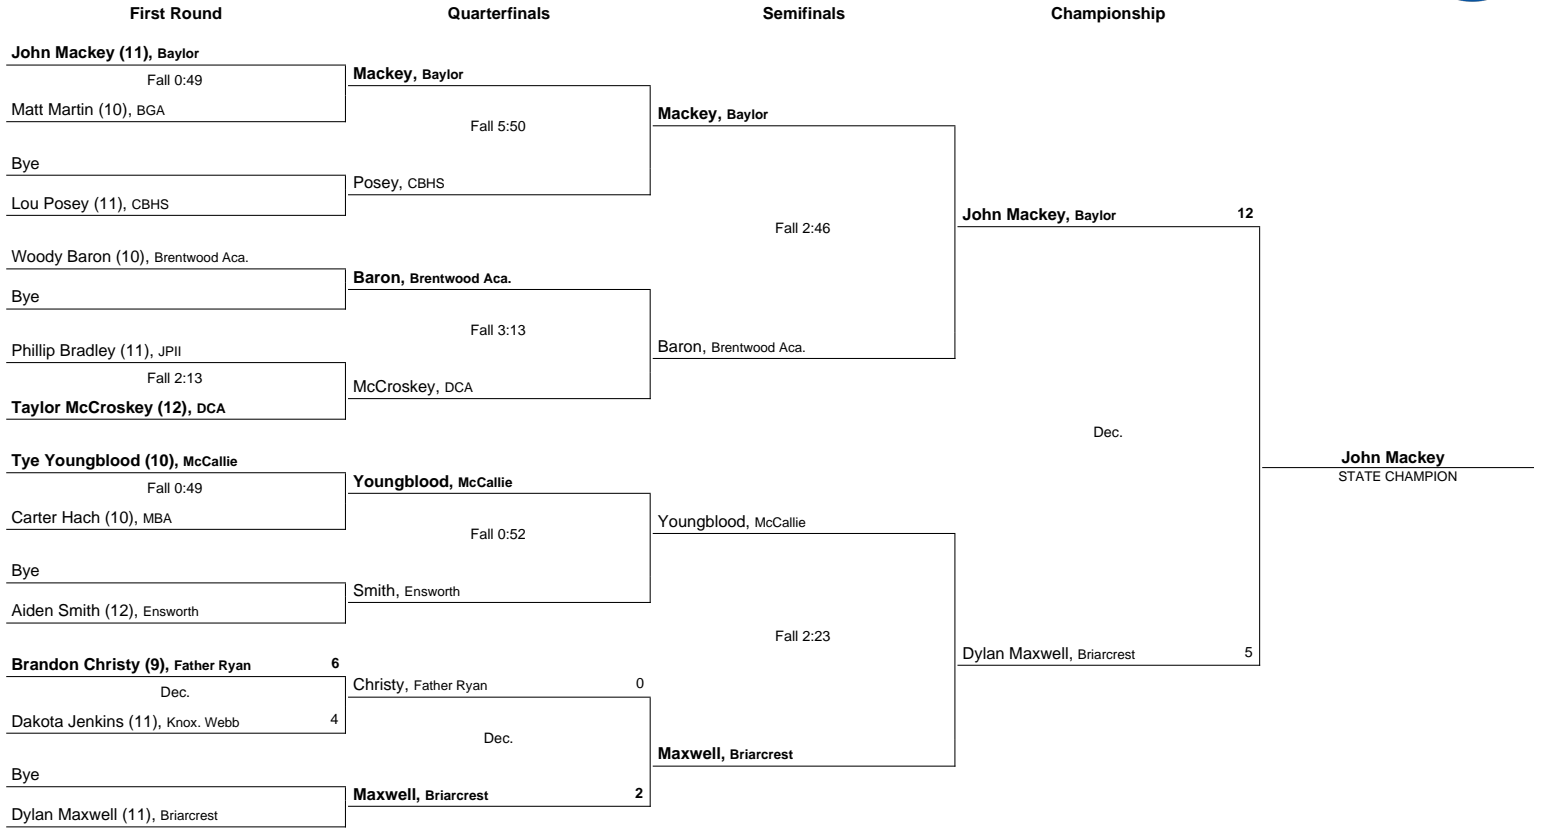 First Round Quarterfinals Semifinals Championship
John Mackey (11), Baylor
Fall 0:49
Matt Martin (10), BGA
Bye
Lou Posey (11), CBHS
Woody Baron (10), Brentwood Aca.
Bye
Phillip Bradley (11), JPII
Fall 2:13
Taylor McCroskey (12), DCA
Tye Youngblood (10), McCallie
Fall 0:49
Carter Hach (10), MBA
Bye
Aiden Smith (12), Ensworth
Brandon Christy (9), Father Ryan 6
Dec.
Dakota Jenkins (11), Knox. Webb 4
Bye
Dylan Maxwell (11), Briarcrest
Mackey, Baylor
Fall 5:50
Posey, CBHS
Baron, Brentwood Aca.
Fall 3:13
McCroskey, DCA
Youngblood, McCallie
Fall 0:52
Smith, Ensworth
Christy, Father Ryan 0
Dec.
Maxwell, Briarcrest 2
Mackey, Baylor
Fall 2:46
Baron, Brentwood Aca.
Youngblood, McCallie
Fall 2:23
Maxwell, Briarcrest
John Mackey, Baylor 12
Dec.
Dylan Maxwell, Briarcrest 5
John Mackey
STATE CHAMPION